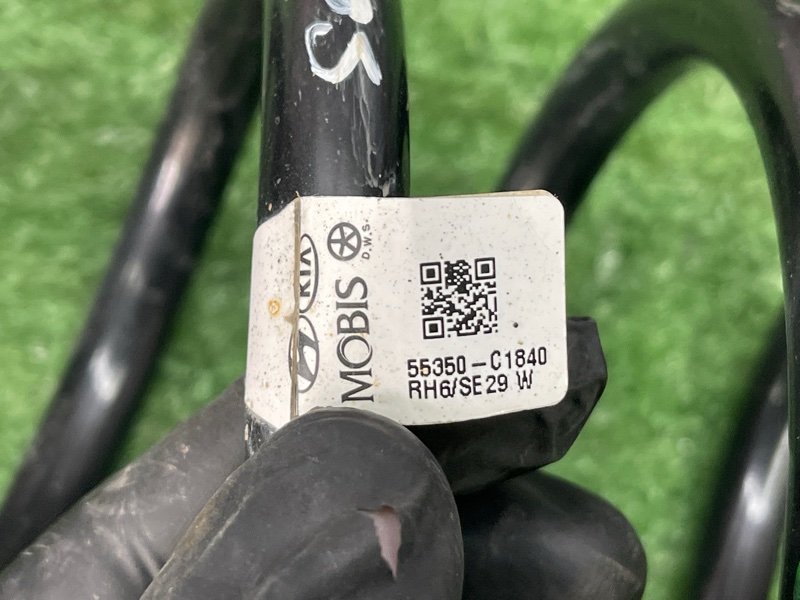 KIA
MOBIS
D.W.S.
55350-C1840
RH6/SE29 W